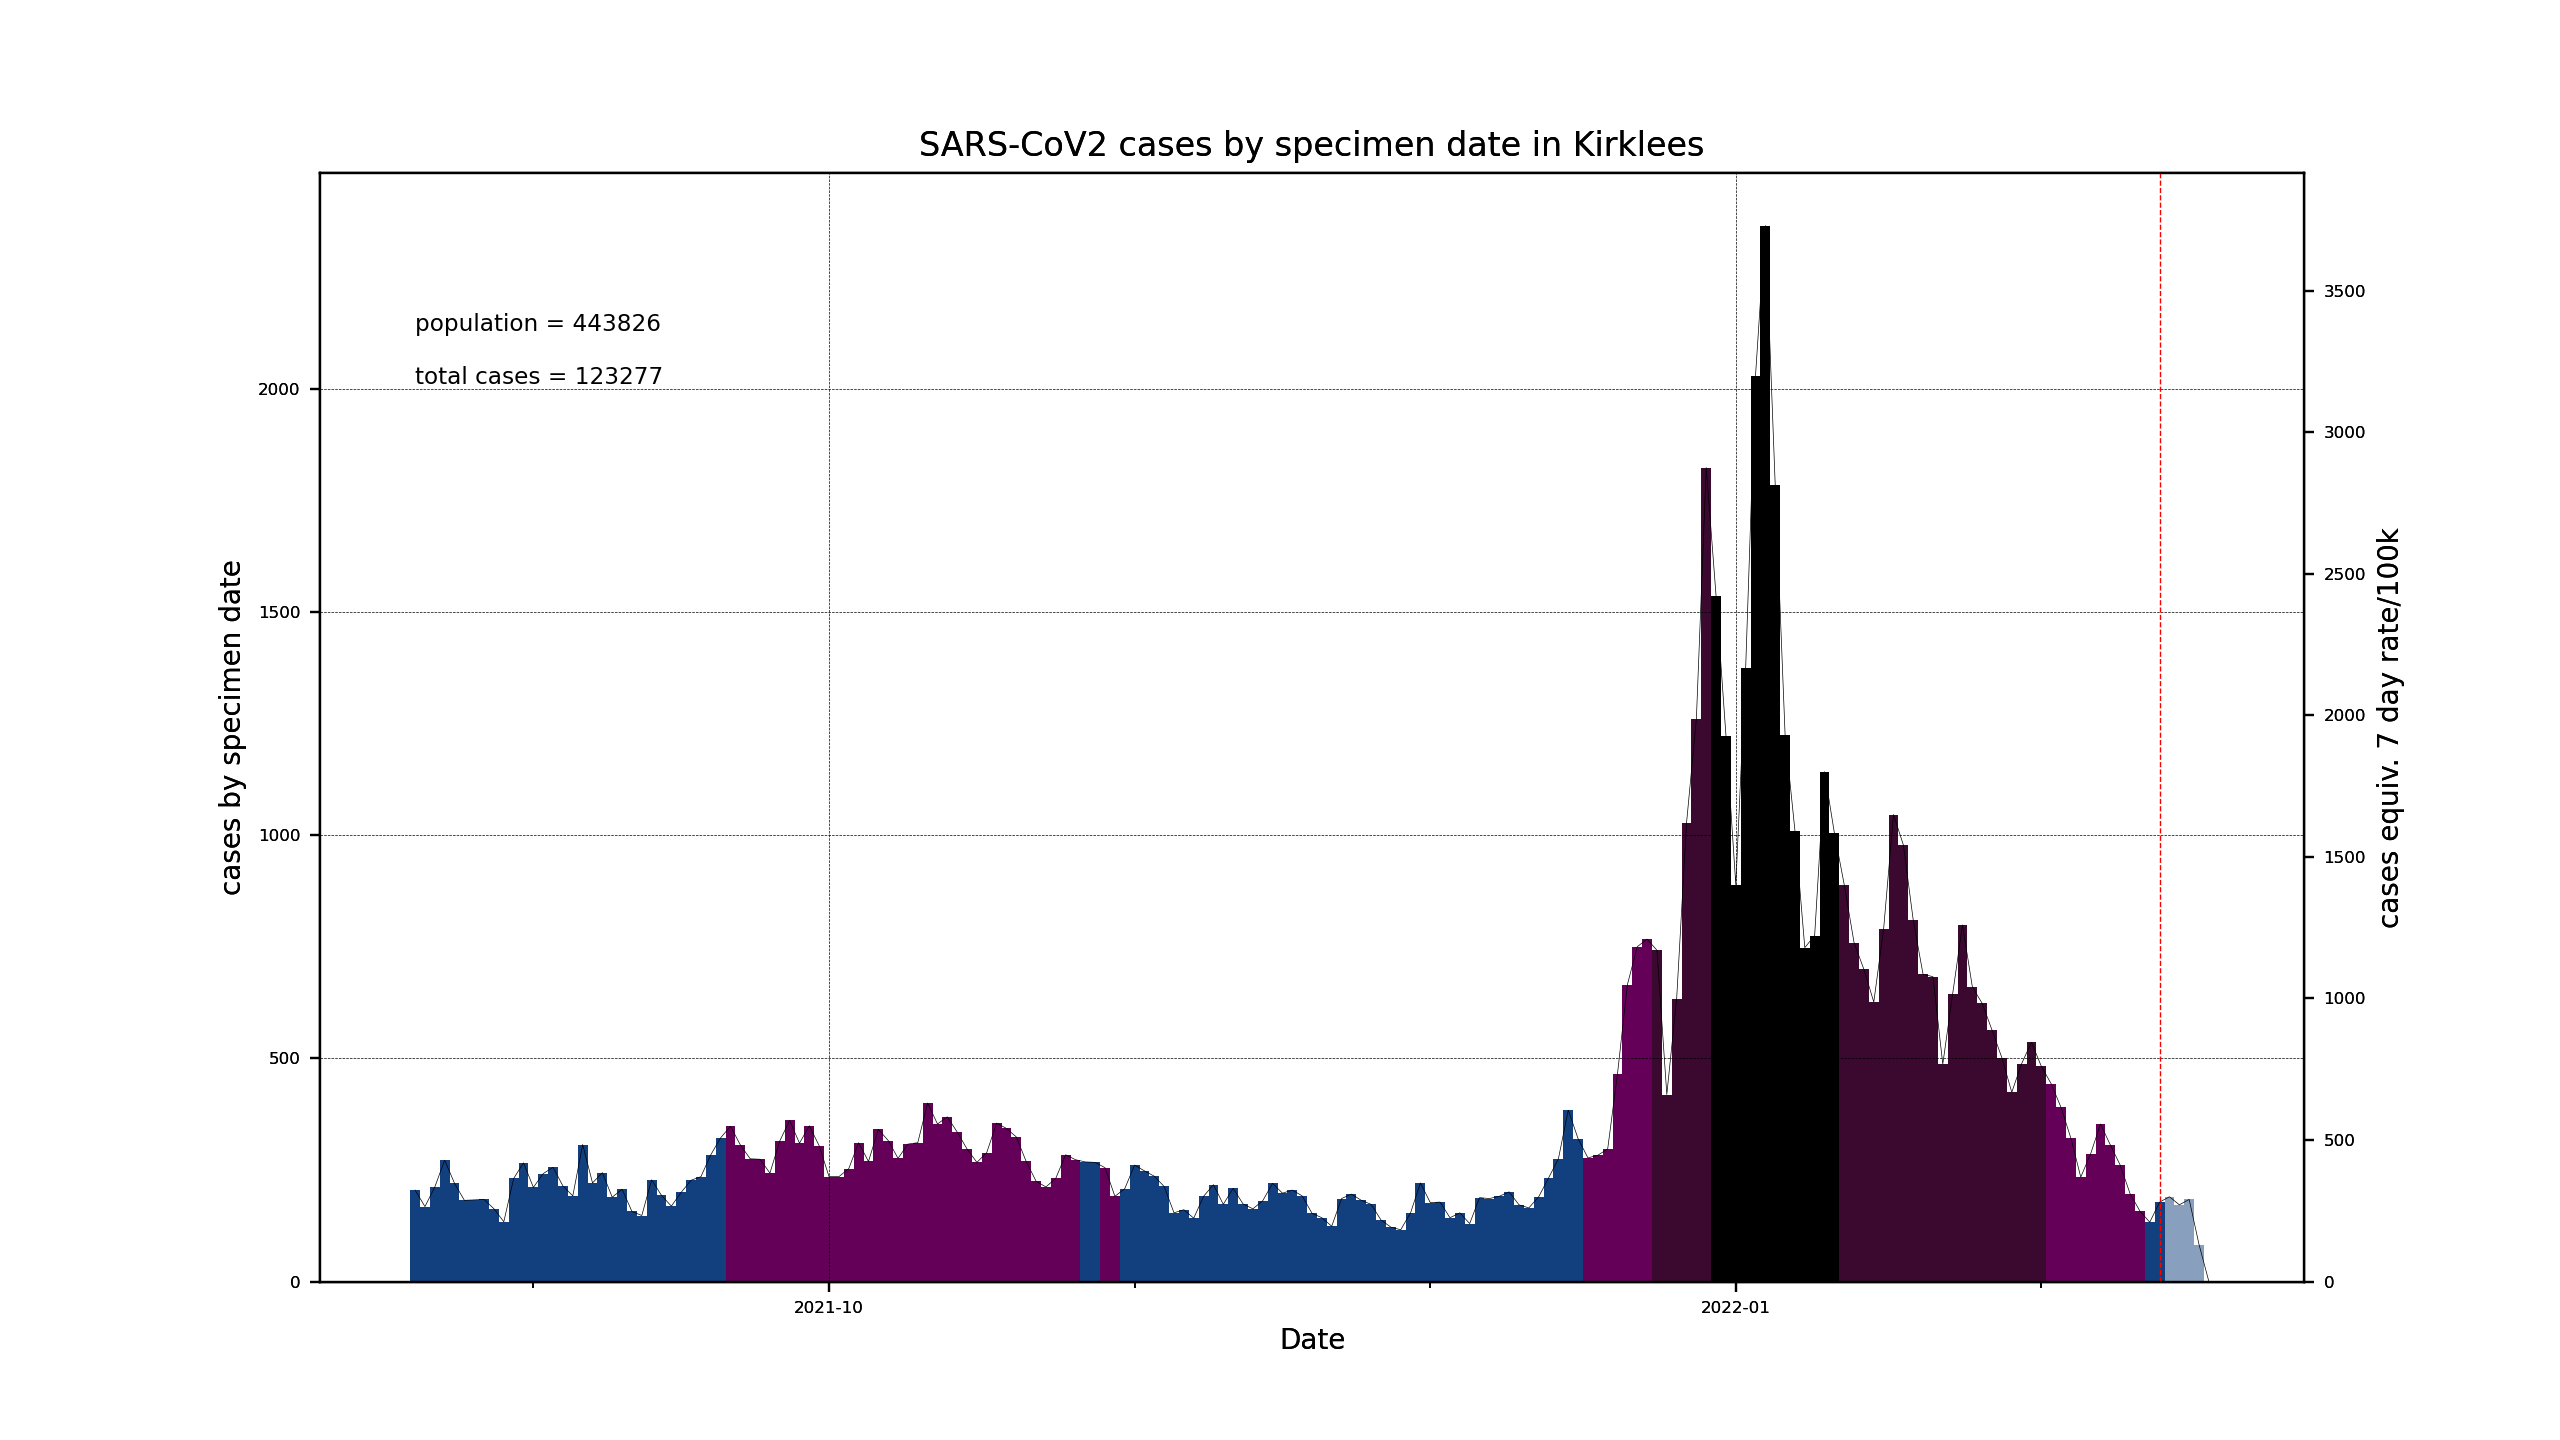 SARS-CoV2 cases by specimen date in Kirklees
population = 443826
total cases = 123277
cases by specimen date
2000
1500
1000
500
0
3500
3000
2500
2000
1500
1000
500
0
cases equiv. 7 day rate/100k
2021-10
2022-01
Date